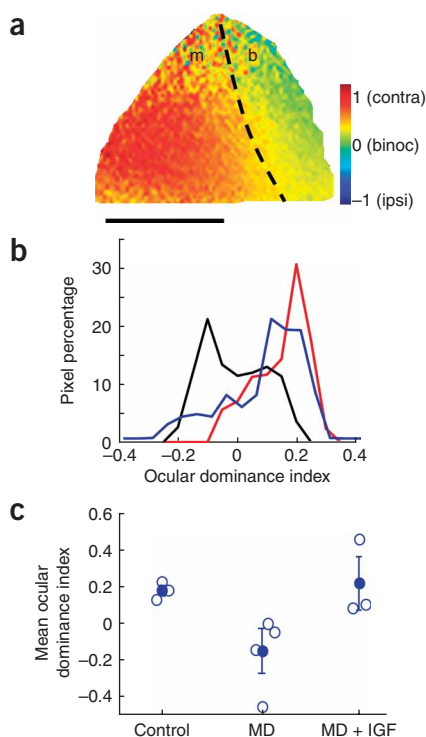 a
m
b
1 (contra)
0 (binoc)
−1 (ipsi)
b
Pixel percentage
30
20
10
0
−0.4
−0.2
0
0.2
0.4
Ocular dominance index
c
Mean ocular
dominance index
0.6
0.4
0.2
0
−0.2
−0.4
Control
MD
MD + IGF